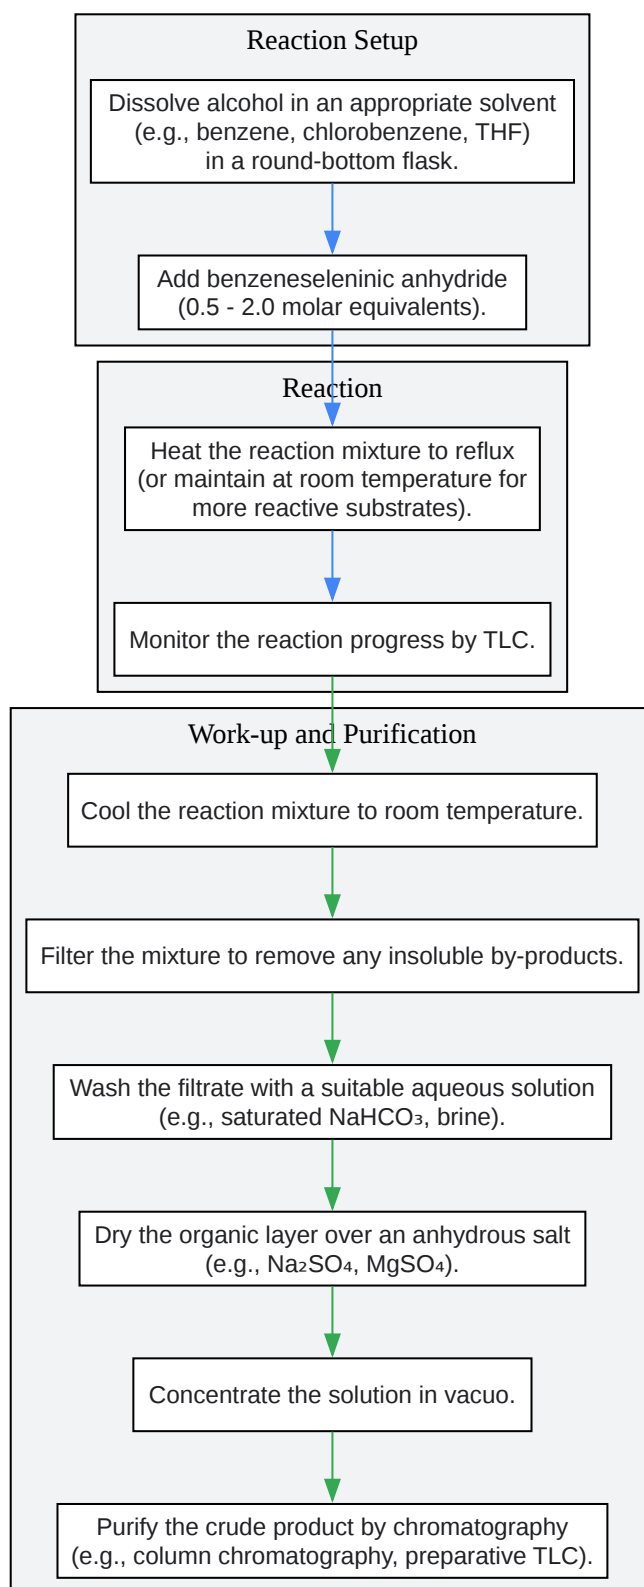 Reaction Setup
Dissolve alcohol in an appropriate solvent
(e.g., benzene, chlorobenzene, THF)
in a round-bottom flask.
Add benzeneseleninic anhydride
(0.5 - 2.0 molar equivalents).
Reaction
Heat the reaction mixture to reflux
(or maintain at room temperature for
more reactive substrates).
Monitor the reaction progress by TLC.
Work-up and Purification
Cool the reaction mixture to room temperature.
Filter the mixture to remove any insoluble by-products.
Wash the filtrate with a suitable aqueous solution
(e.g., saturated NaHCO₃, brine).
Dry the organic layer over an anhydrous salt
(e.g., Na₂SO₄, MgSO₄).
Concentrate the solution in vacuo.
Purify the crude product by chromatography
(e.g., column chromatography, preparative TLC).